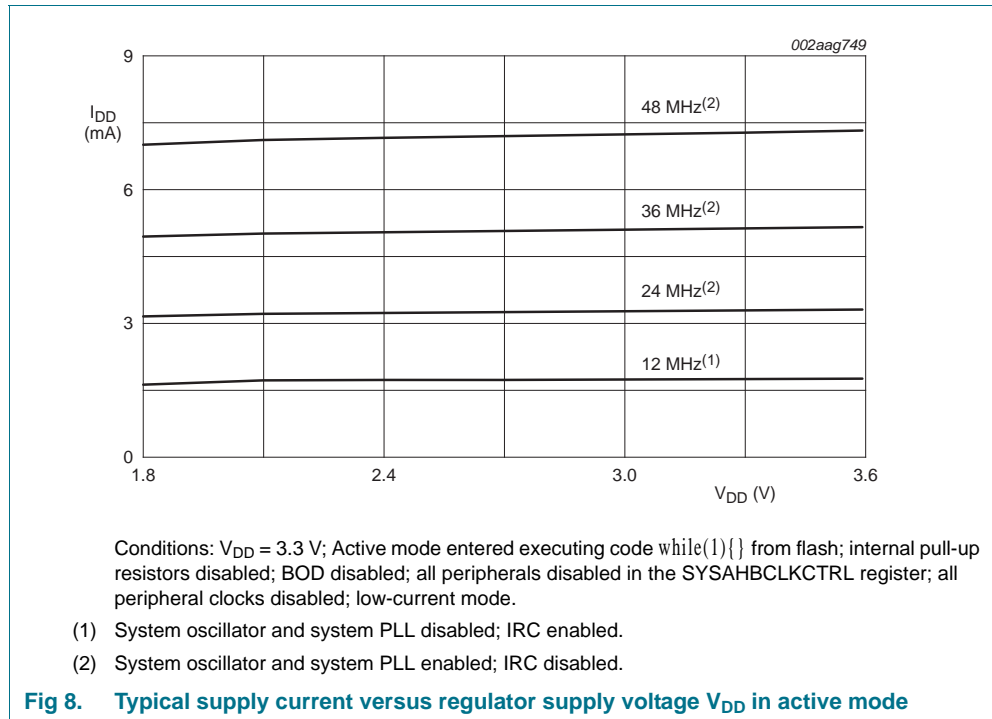 002aag749
9
I_DD
(mA)
48 MHz(2)
6
36 MHz(2)
24 MHz(2)
3
12 MHz(1)
0
1.8 2.4 3.0 3.6
V_DD (V)
Conditions: V_DD = 3.3 V; Active mode entered executing code while(1){} from flash; internal pull-up
resistors disabled; BOD disabled; all peripherals disabled in the SYSAHBCLKCTRL register; all
peripheral clocks disabled; low-current mode.
(1) System oscillator and system PLL disabled; IRC enabled.
(2) System oscillator and system PLL enabled; IRC disabled.
Fig 8. Typical supply current versus regulator supply voltage V_DD in active mode